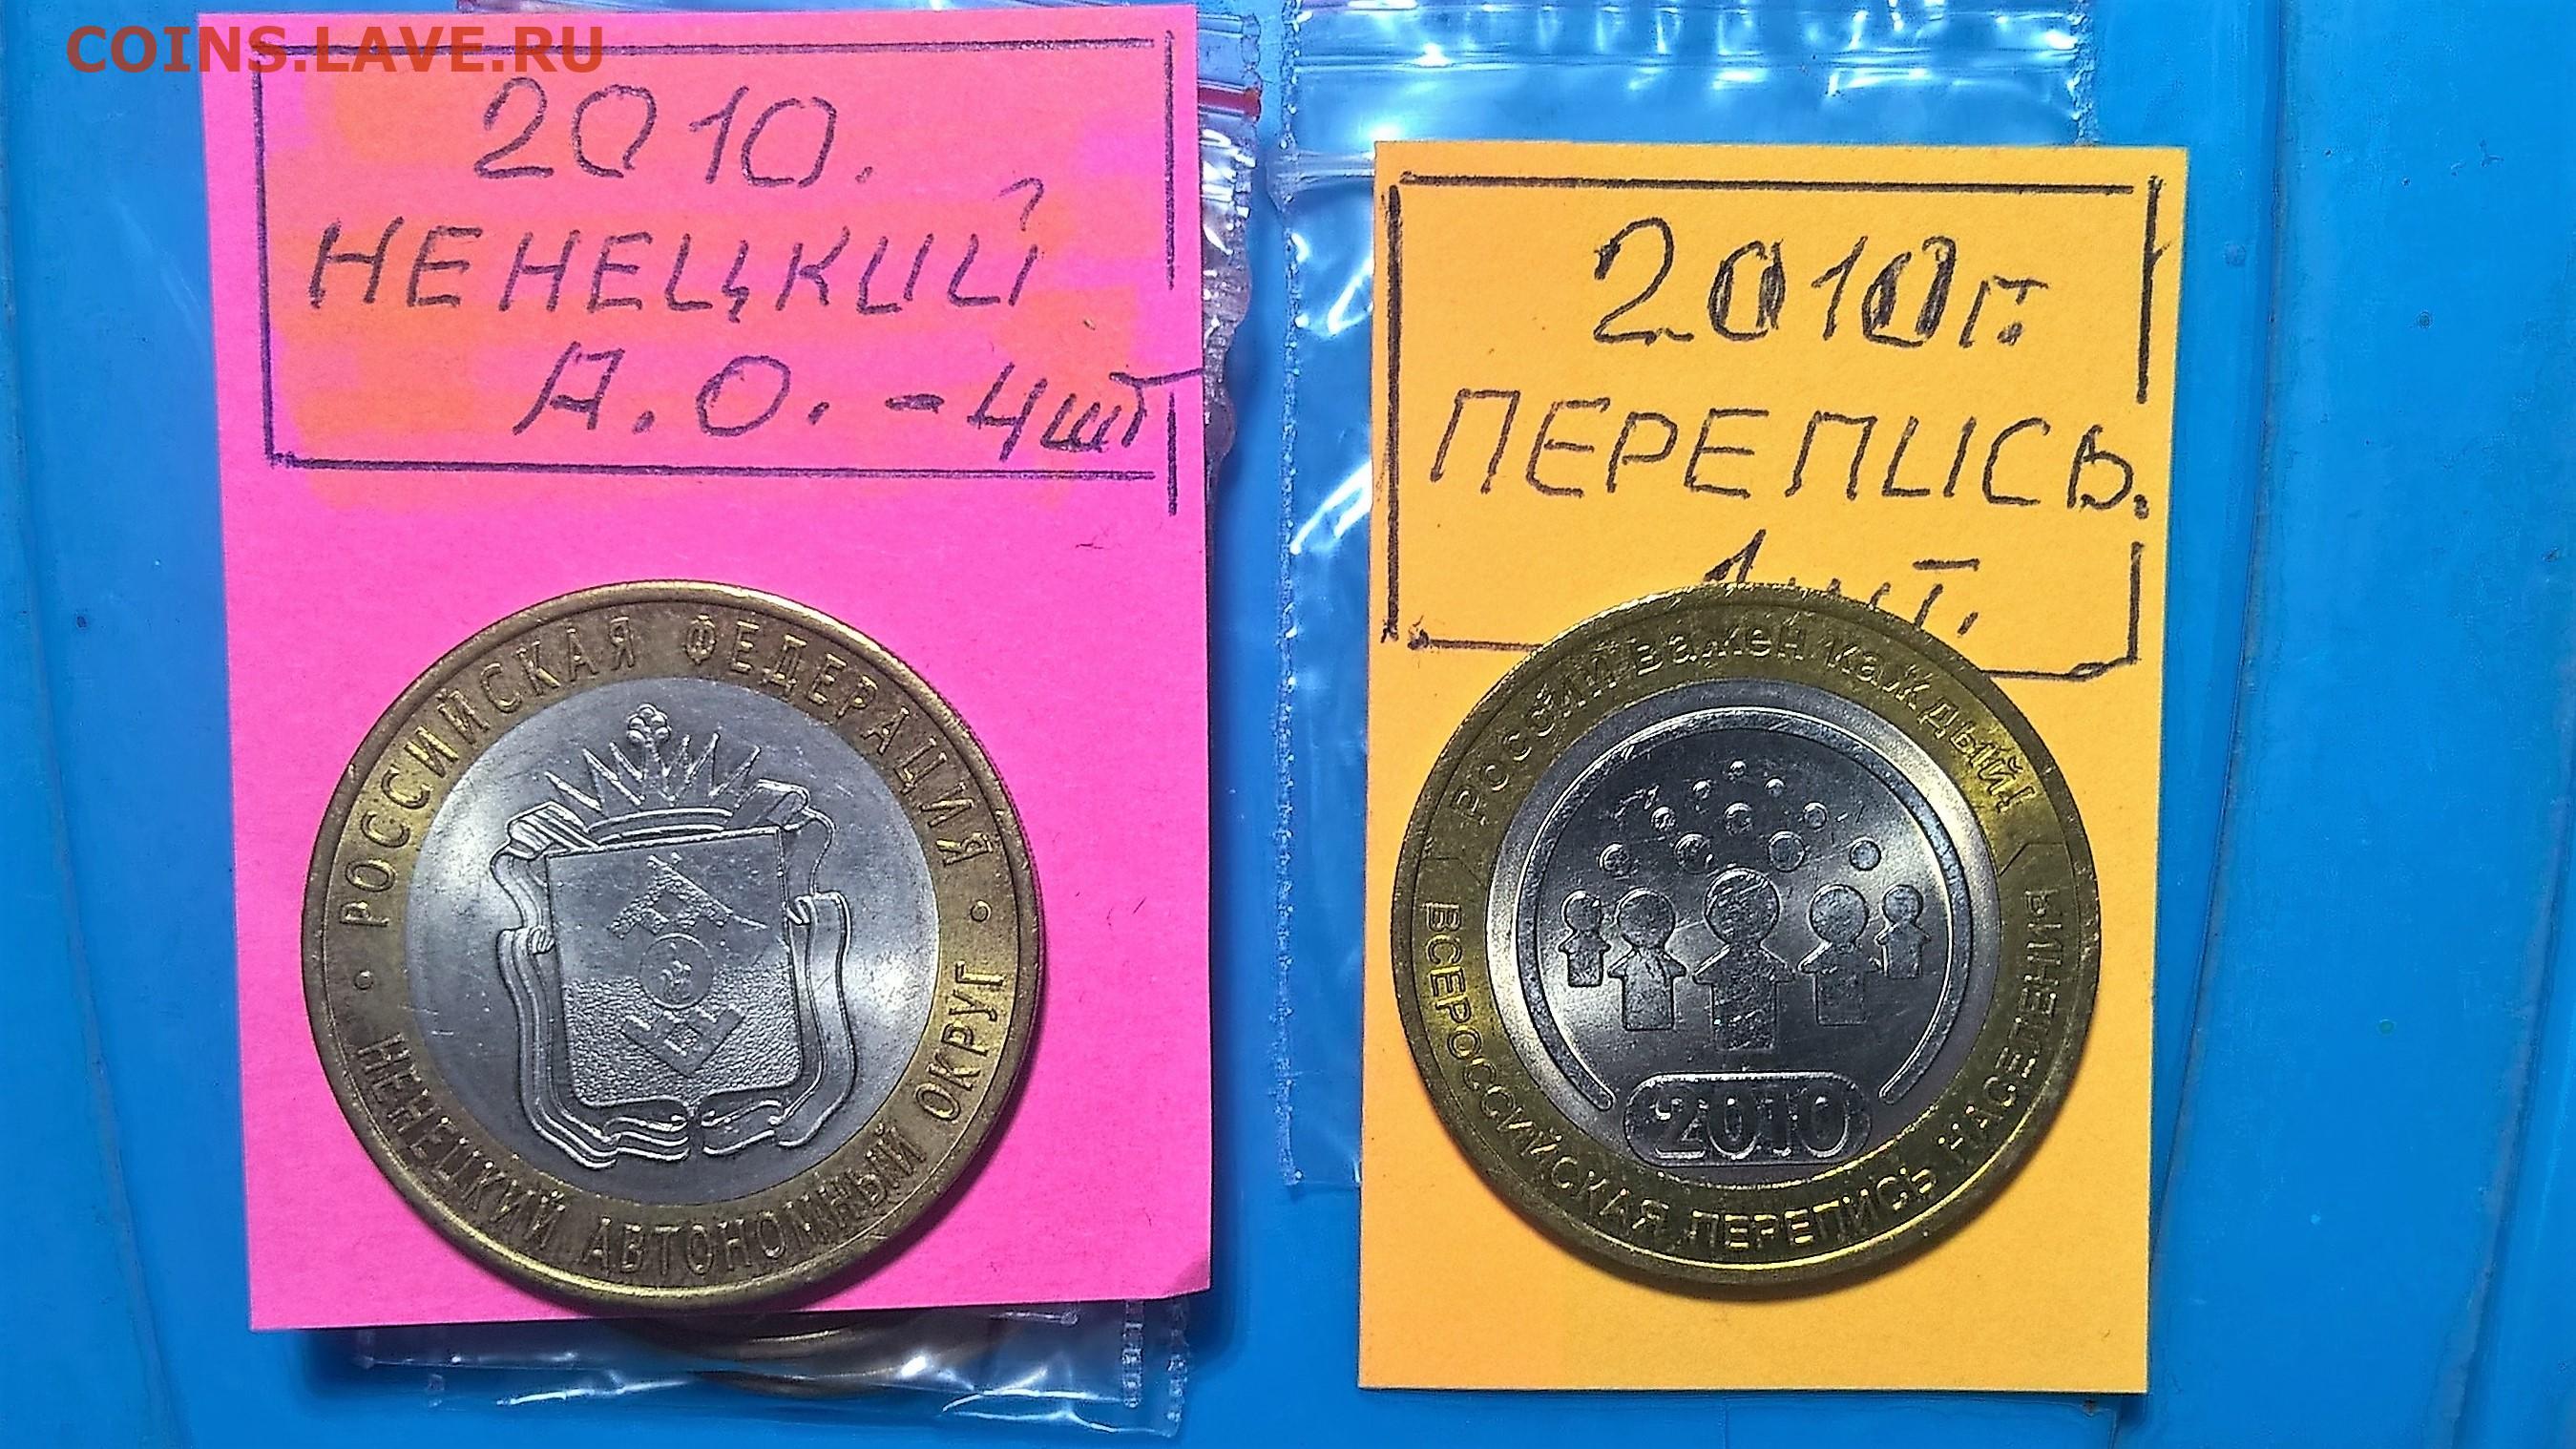 COINS.LAVE.RU
2010.
НЕНЕЦКИЙ
А.О. - 4шт
РОССИЙСКАЯ ФЕДЕРАЦИЯ
НЕНЕЦКИЙ АВТОНОМНЫЙ ОКРУГ
2010г.
ПЕРЕПИСЬ.
1шт.
России важен каждый!
2010
ВСЕРОССИЙСКАЯ ПЕРЕПИСЬ НАСЕЛЕНИЯ